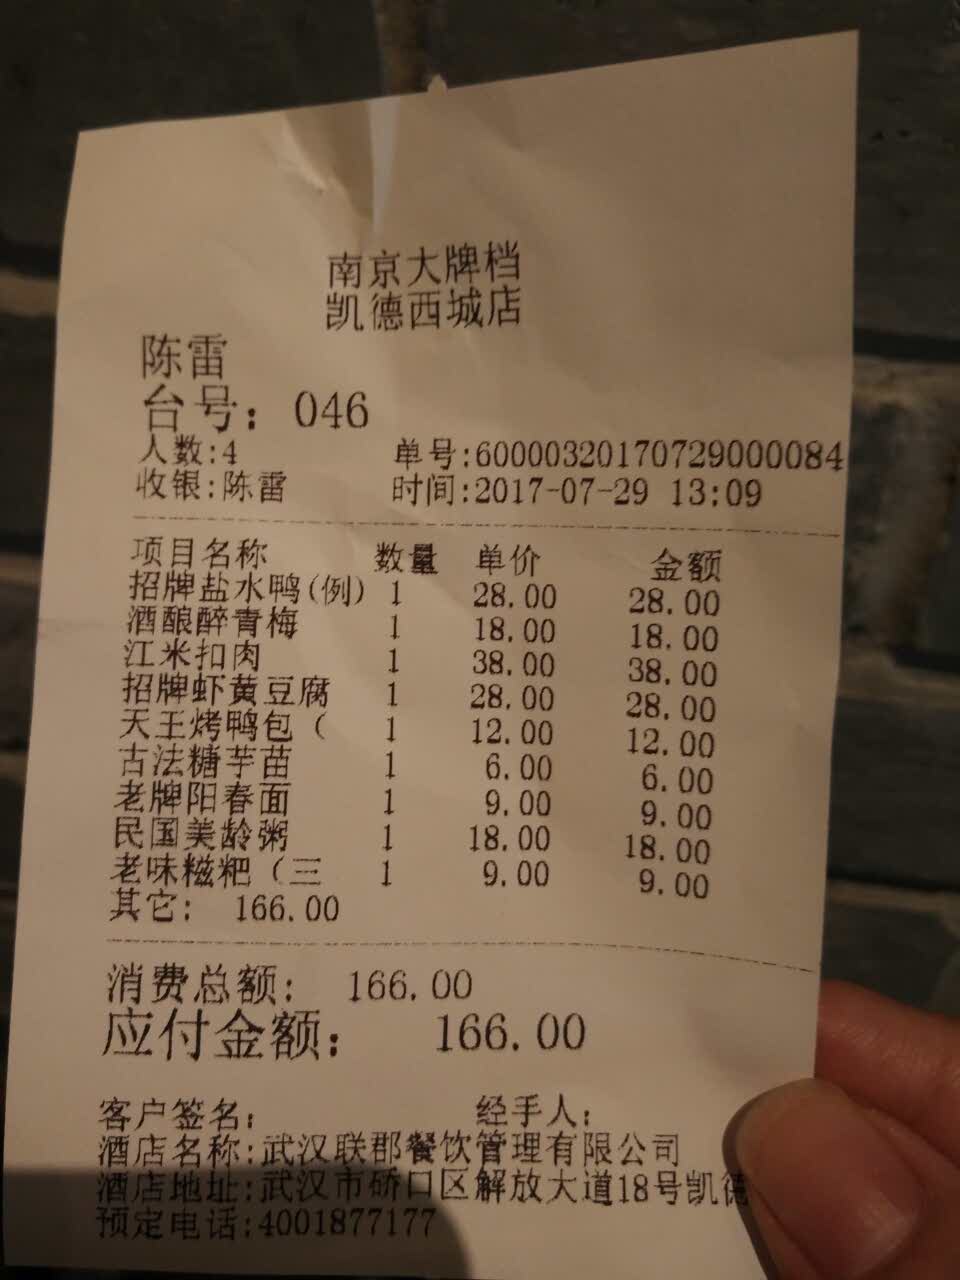 南京大牌档
凯德西城店
陈雷
台号: 046
人数:4 单号:60000320170729000084
收银:陈雷 时间:2017-07-29 13:09
项目名称 数量 单价 金额
招牌盐水鸭(例) 1 28.00 28.00
酒酿醉青梅 1 18.00 18.00
江米扣肉 1 38.00 38.00
招牌虾黄豆腐 1 28.00 28.00
天王烤鸭包( 1 12.00 12.00
古法糖芋苗 1 6.00 6.00
老牌阳春面 1 9.00 9.00
民国美龄粥 1 18.00 18.00
老味糍粑(三 1 9.00 9.00
其它: 166.00
消费总额: 166.00
应付金额: 166.00
客户签名: 经手人:
酒店名称:武汉联郡餐饮管理有限公司
酒店地址:武汉市硚口区解放大道18号凯德
预定电话:4001877177